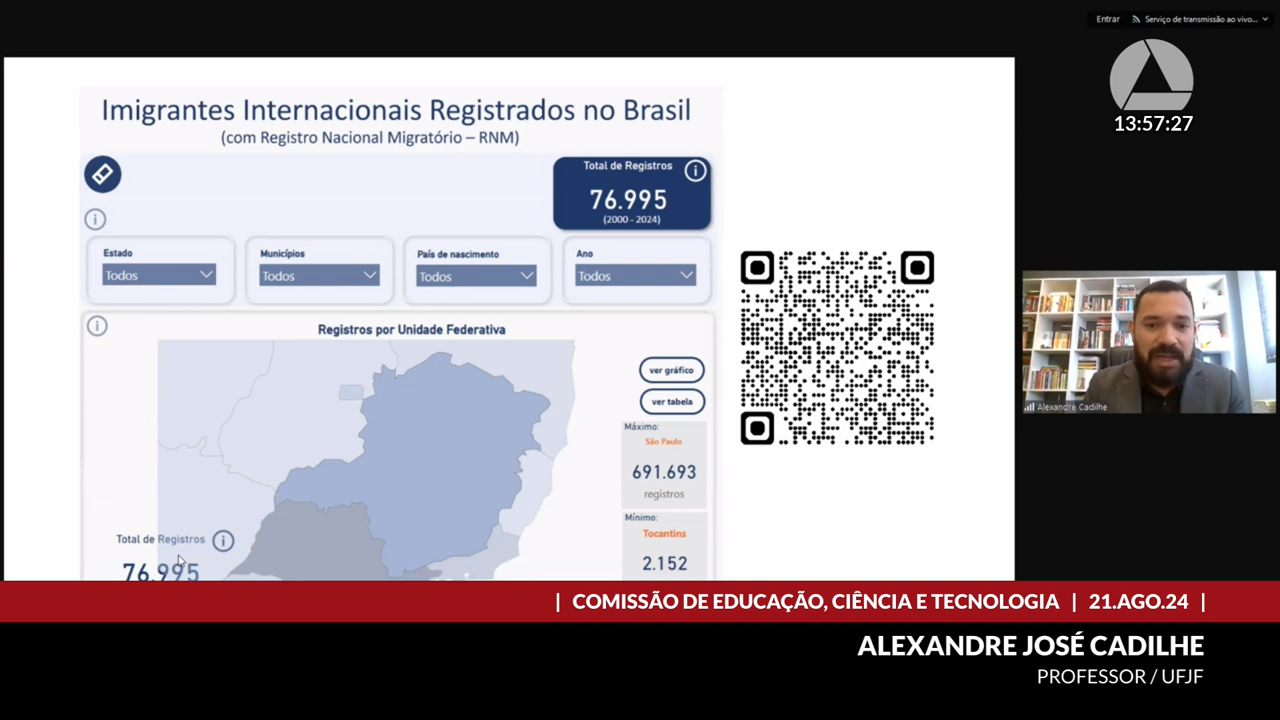 Entrar
Serviço de transmissão ao vivo...
13:57:27
Imigrantes Internacionais Registrados no Brasil
(com Registro Nacional Migratório – RNM)
Total de Registros
76.995
(2000 - 2024)
Estado
Todos
Municípios
Todos
País de nascimento
Todos
Ano
Todos
Registros por Unidade Federativa
ver gráfico
ver tabela
Máximo:
São Paulo
691.693
registros
Mínimo:
Tocantins
2.152
Total de Registros
76.995
Alexandre Cadilhe
| COMISSÃO DE EDUCAÇÃO, CIÊNCIA E TECNOLOGIA | 21.AGO.24 |
ALEXANDRE JOSÉ CADILHE
PROFESSOR / UFJF